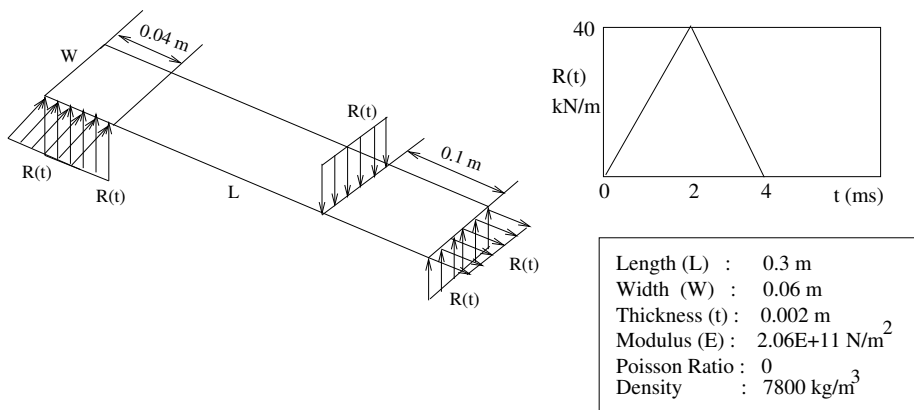 0.04 m
W
R(t)
R(t)
R(t)
L
0.1 m
R(t)
R(t)
40
R(t)
kN/m
0 2 4 t (ms)
Length (L) : 0.3 m
Width (W) : 0.06 m
Thickness (t) : 0.002 m
Modulus (E) : 2.06E+11 N/m²
Poisson Ratio : 0
Density : 7800 kg/m³